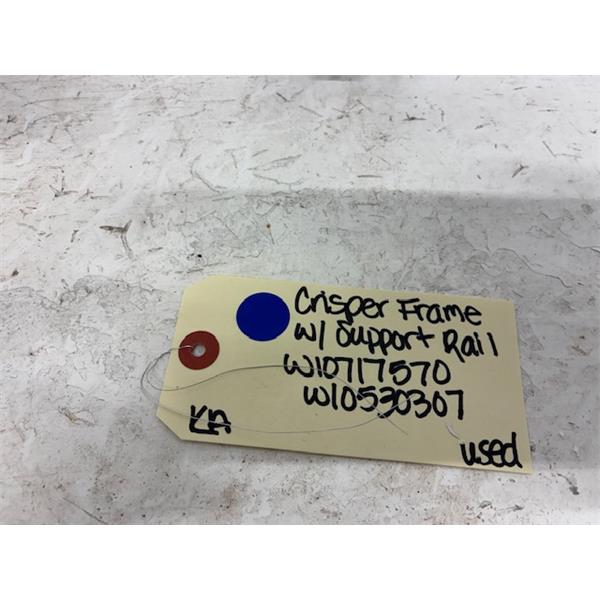 Crisper Frame
w/ Support Rail
W10717570
W10530307
KA
used